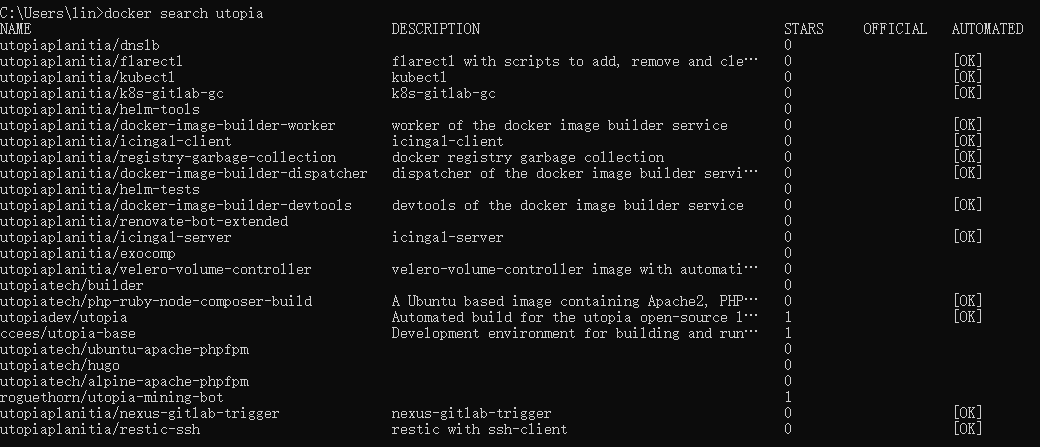 C:\Users\lin>docker search utopia
NAME DESCRIPTION STARS OFFICIAL AUTOMATED
utopiaplanitia/dnslb 0
utopiaplanitia/flarectl flarectl with scripts to add, remove and cle… 0 [OK]
utopiaplanitia/kubectl kubectl 0 [OK]
utopiaplanitia/k8s-gitlab-gc k8s-gitlab-gc 0 [OK]
utopiaplanitia/helm-tools 0
utopiaplanitia/docker-image-builder-worker worker of the docker image builder service 0 [OK]
utopiaplanitia/icinga1-client icinga1-client 0 [OK]
utopiaplanitia/registry-garbage-collection docker registry garbage collection 0 [OK]
utopiaplanitia/docker-image-builder-dispatcher dispatcher of the docker image builder servi… 0 [OK]
utopiaplanitia/helm-tests 0
utopiaplanitia/docker-image-builder-devtools devtools of the docker image builder service 0 [OK]
utopiaplanitia/renovate-bot-extended 0
utopiaplanitia/icinga1-server icinga1-server 0 [OK]
utopiaplanitia/exocomp 0
utopiaplanitia/velero-volume-controller velero-volume-controller image with automati… 0
utopiatech/builder 0
utopiatech/php-ruby-node-composer-build A Ubuntu based image containing Apache2, PHP… 0 [OK]
utopiadev/utopia Automated build for the utopia open-source l… 1 [OK]
ccees/utopia-base Development environment for building and run… 1
utopiatech/ubuntu-apache-phpfpm 0
utopiatech/hugo 0
utopiatech/alpine-apache-phpfpm 0
roguethorn/utopia-mining-bot 1
utopiaplanitia/nexus-gitlab-trigger nexus-gitlab-trigger 0 [OK]
utopiaplanitia/restic-ssh restic with ssh-client 0 [OK]